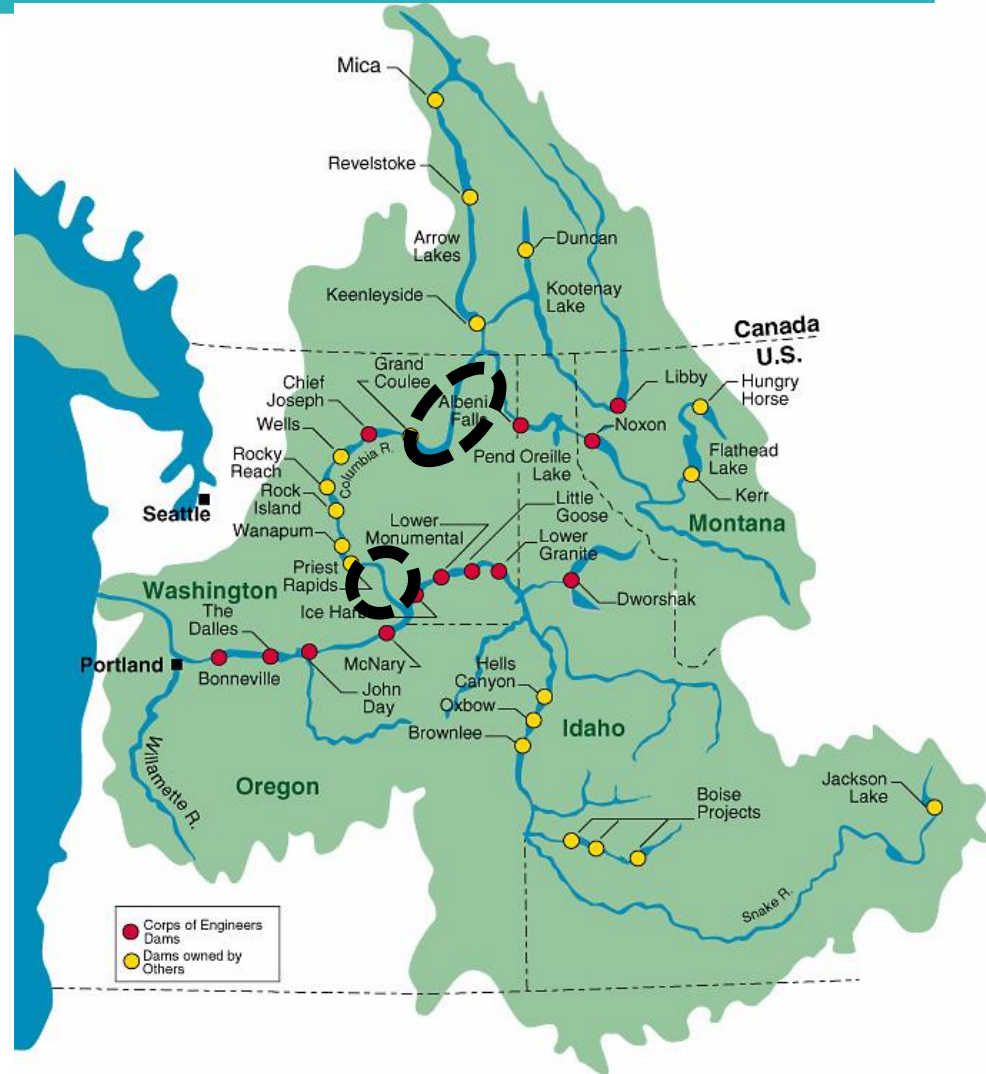 Mica
Revelstoke
Arrow
Lakes
Duncan
Keenleyside
Kootenay
Lake
Canada
U.S.
Grand
Coulee
Chief
Joseph
Albeni
Falls
Libby
Hungry
Horse
Wells
Noxon
Columbia R.
Rocky
Reach
Pend Oreille
Lake
Flathead
Lake
Rock
Island
Kerr
Seattle
Little
Goose
Wanapum
Lower
Monumental
Montana
Lower
Granite
Priest
Rapids
Washington
Ice
Dworshak
The
Dalles
Portland
Bonneville
McNary
John
Day
Hells
Canyon
Oxbow
Brownlee
Idaho
Willamette R.
Oregon
Boise
Projects
Jackson
Lake
Snake R.
Corps of Engineers
Dams
Dams owned by
Others